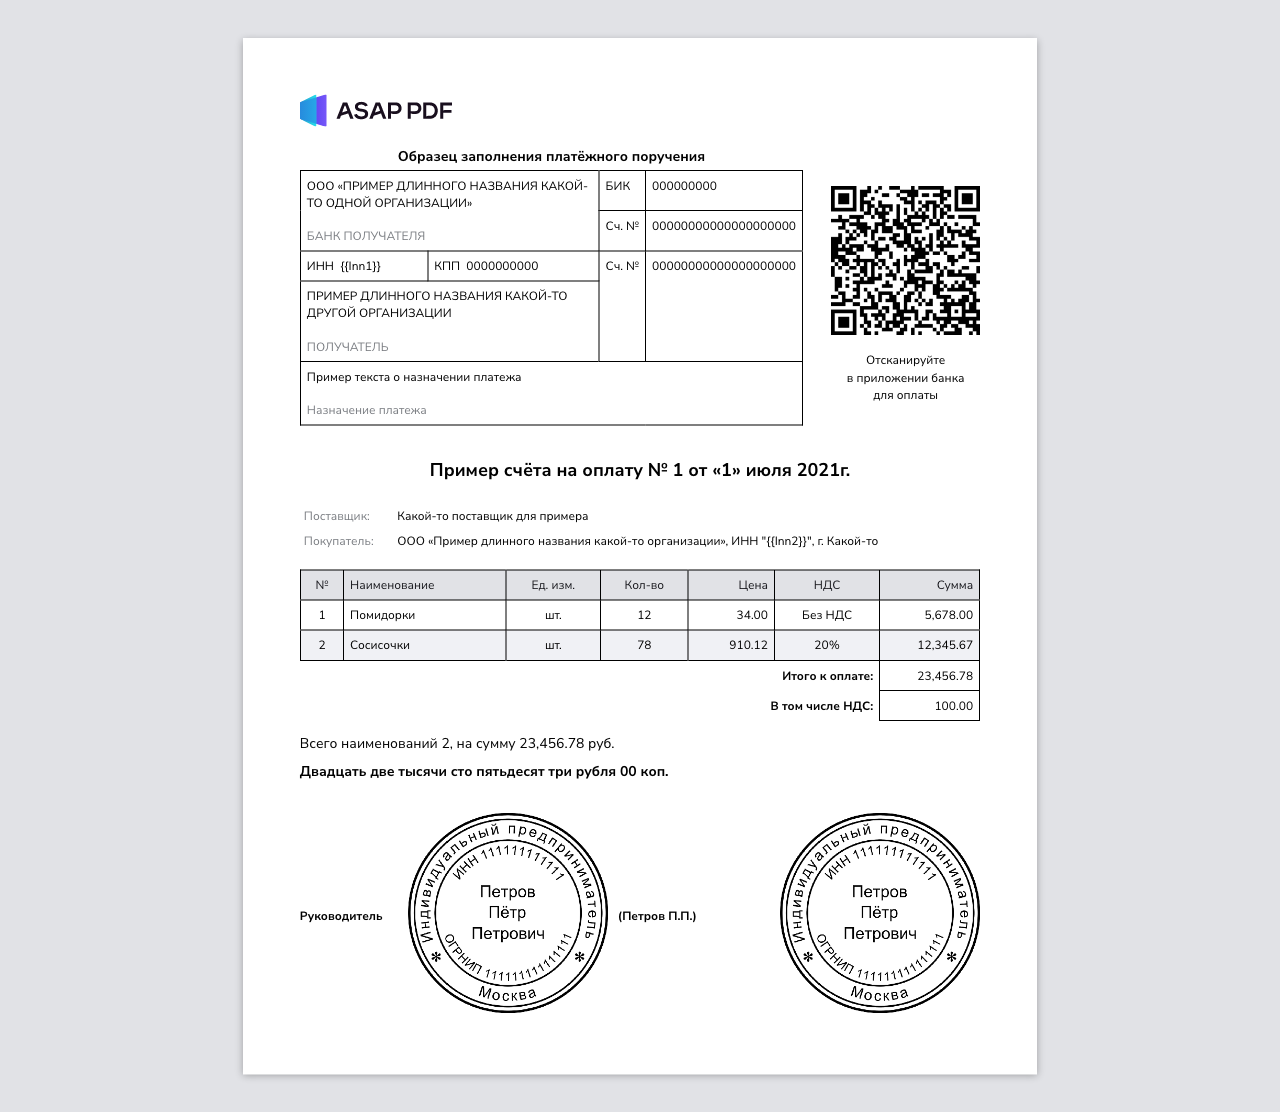 ASAP PDF
Образец заполнения платёжного поручения
ООО «ПРИМЕР ДЛИННОГО НАЗВАНИЯ КАКОЙ-
ТО ОДНОЙ ОРГАНИЗАЦИИ»
БАНК ПОЛУЧАТЕЛЯ
БИК 000000000
Сч. № 00000000000000000000
ИНН {{Inn1}} КПП 0000000000 Сч. № 00000000000000000000
ПРИМЕР ДЛИННОГО НАЗВАНИЯ КАКОЙ-ТО
ДРУГОЙ ОРГАНИЗАЦИИ
ПОЛУЧАТЕЛЬ
Пример текста о назначении платежа
Назначение платежа
Отсканируйте
в приложении банка
для оплаты
Пример счёта на оплату № 1 от «1» июля 2021г.
Поставщик: Какой-то поставщик для примера
Покупатель: ООО «Пример длинного названия какой-то организации», ИНН "{{Inn2}}", г. Какой-то
№ Наименование Ед. изм. Кол-во Цена НДС Сумма
1 Помидорки шт. 12 34.00 Без НДС 5,678.00
2 Сосисочки шт. 78 910.12 20% 12,345.67
Итого к оплате: 23,456.78
В том числе НДС: 100.00
Всего наименований 2, на сумму 23,456.78 руб.
Двадцать две тысячи сто пятьдесят три рубля 00 коп.
Руководитель
Индивидуальный предприниматель
ИНН 111111111111
Петров
Пётр
Петрович
ОГРНИП 111111111111111
Москва
(Петров П.П.)
Индивидуальный предприниматель
ИНН 111111111111
Петров
Пётр
Петрович
ОГРНИП 111111111111111
Москва